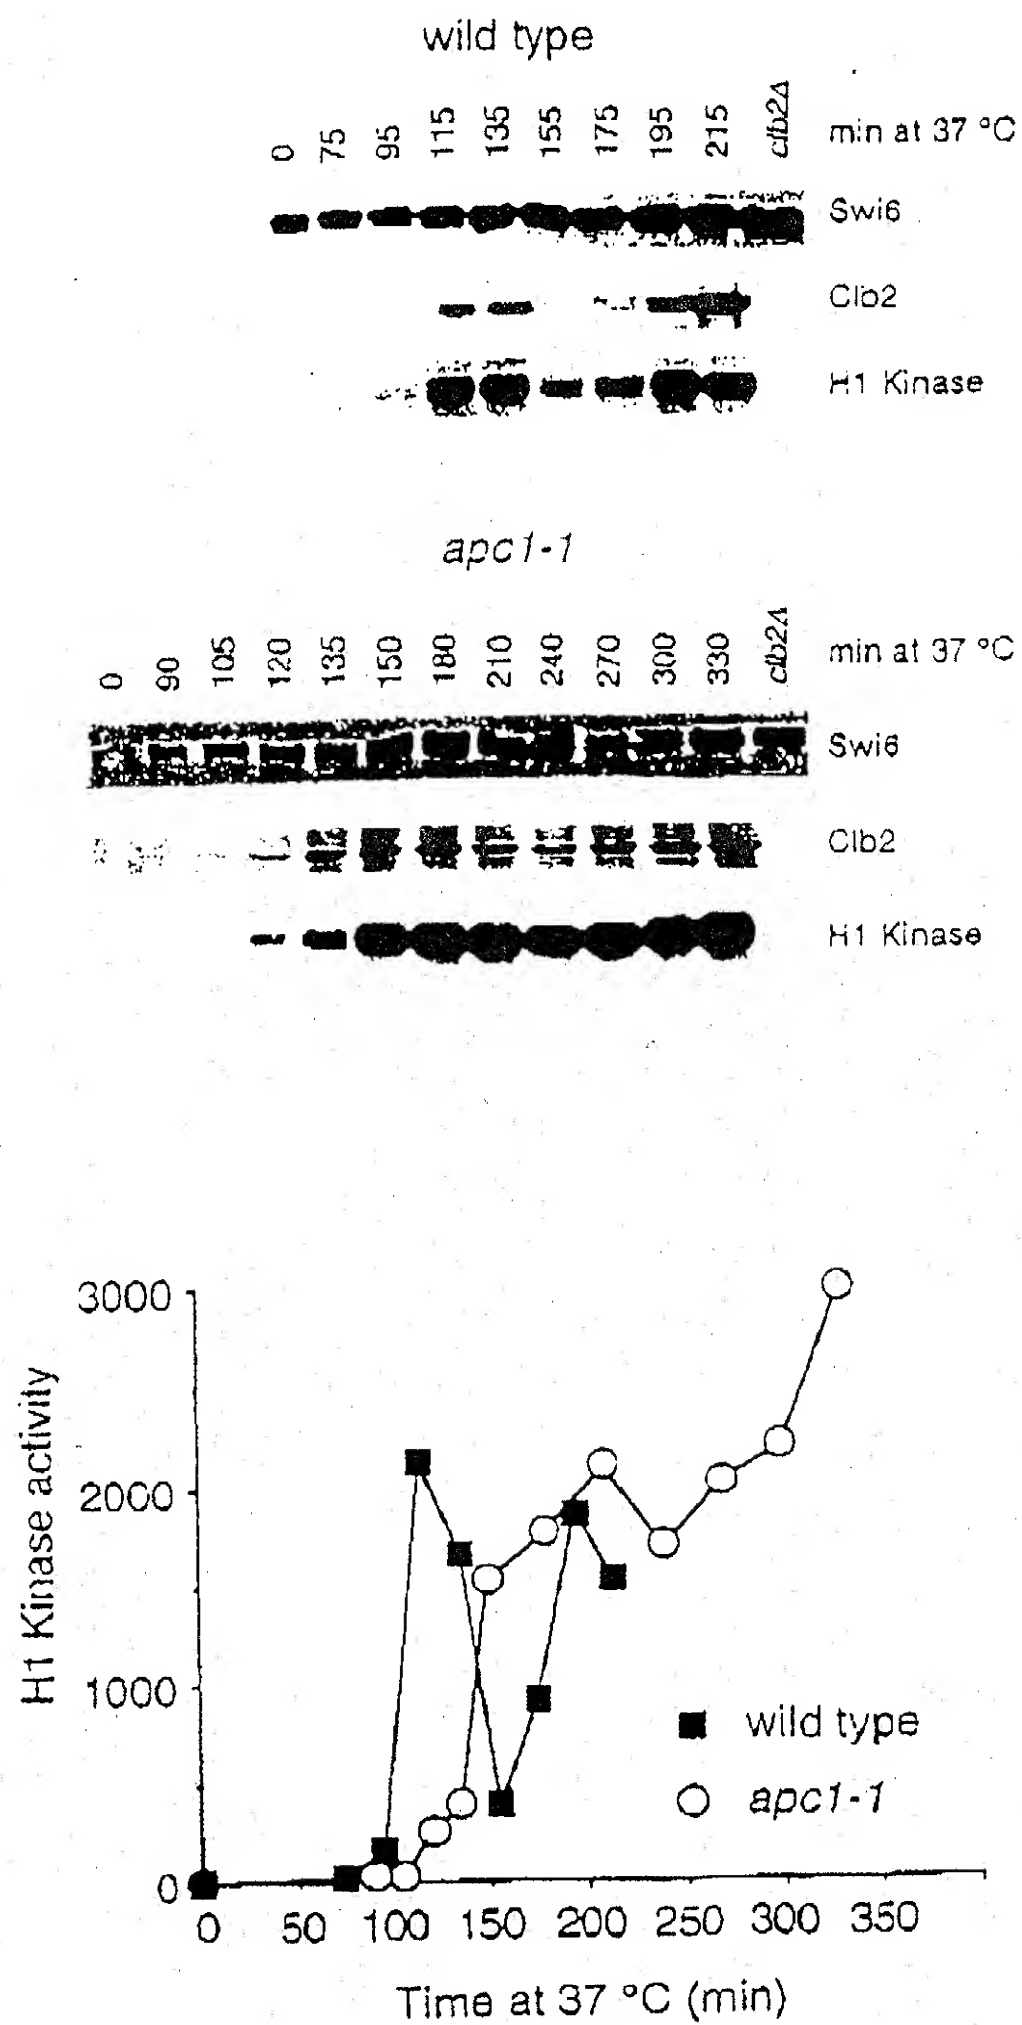 wild type
0 75 95 115 135 155 175 195 215 clb2Δ min at 37 °C
Swi6
Clb2
H1 Kinase
apc1-1
0 90 105 120 135 150 180 210 240 270 300 330 clb2Δ min at 37 °C
Swi6
Clb2
H1 Kinase
3000
2000
1000
0
H1 Kinase activity
wild type
apc1-1
0 50 100 150 200 250 300 350
Time at 37 °C (min)